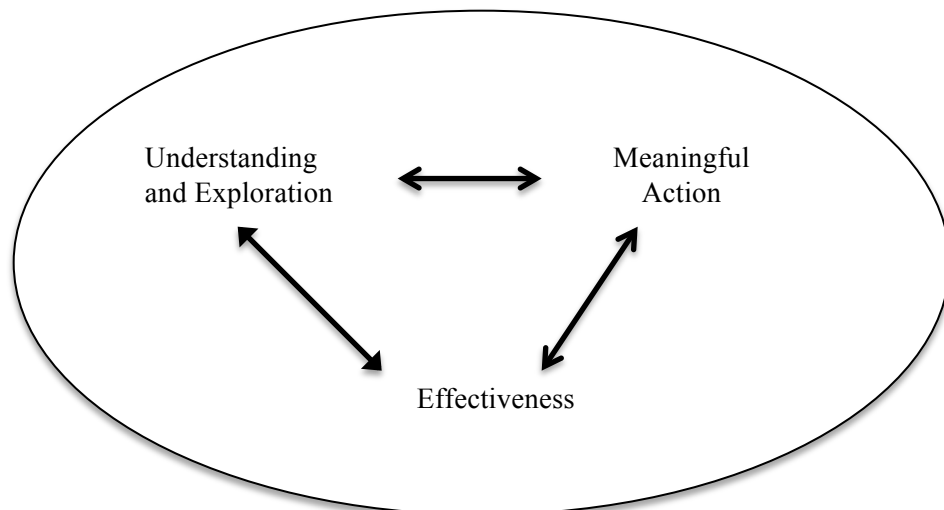 Understanding
and Exploration
Meaningful
Action
Effectiveness